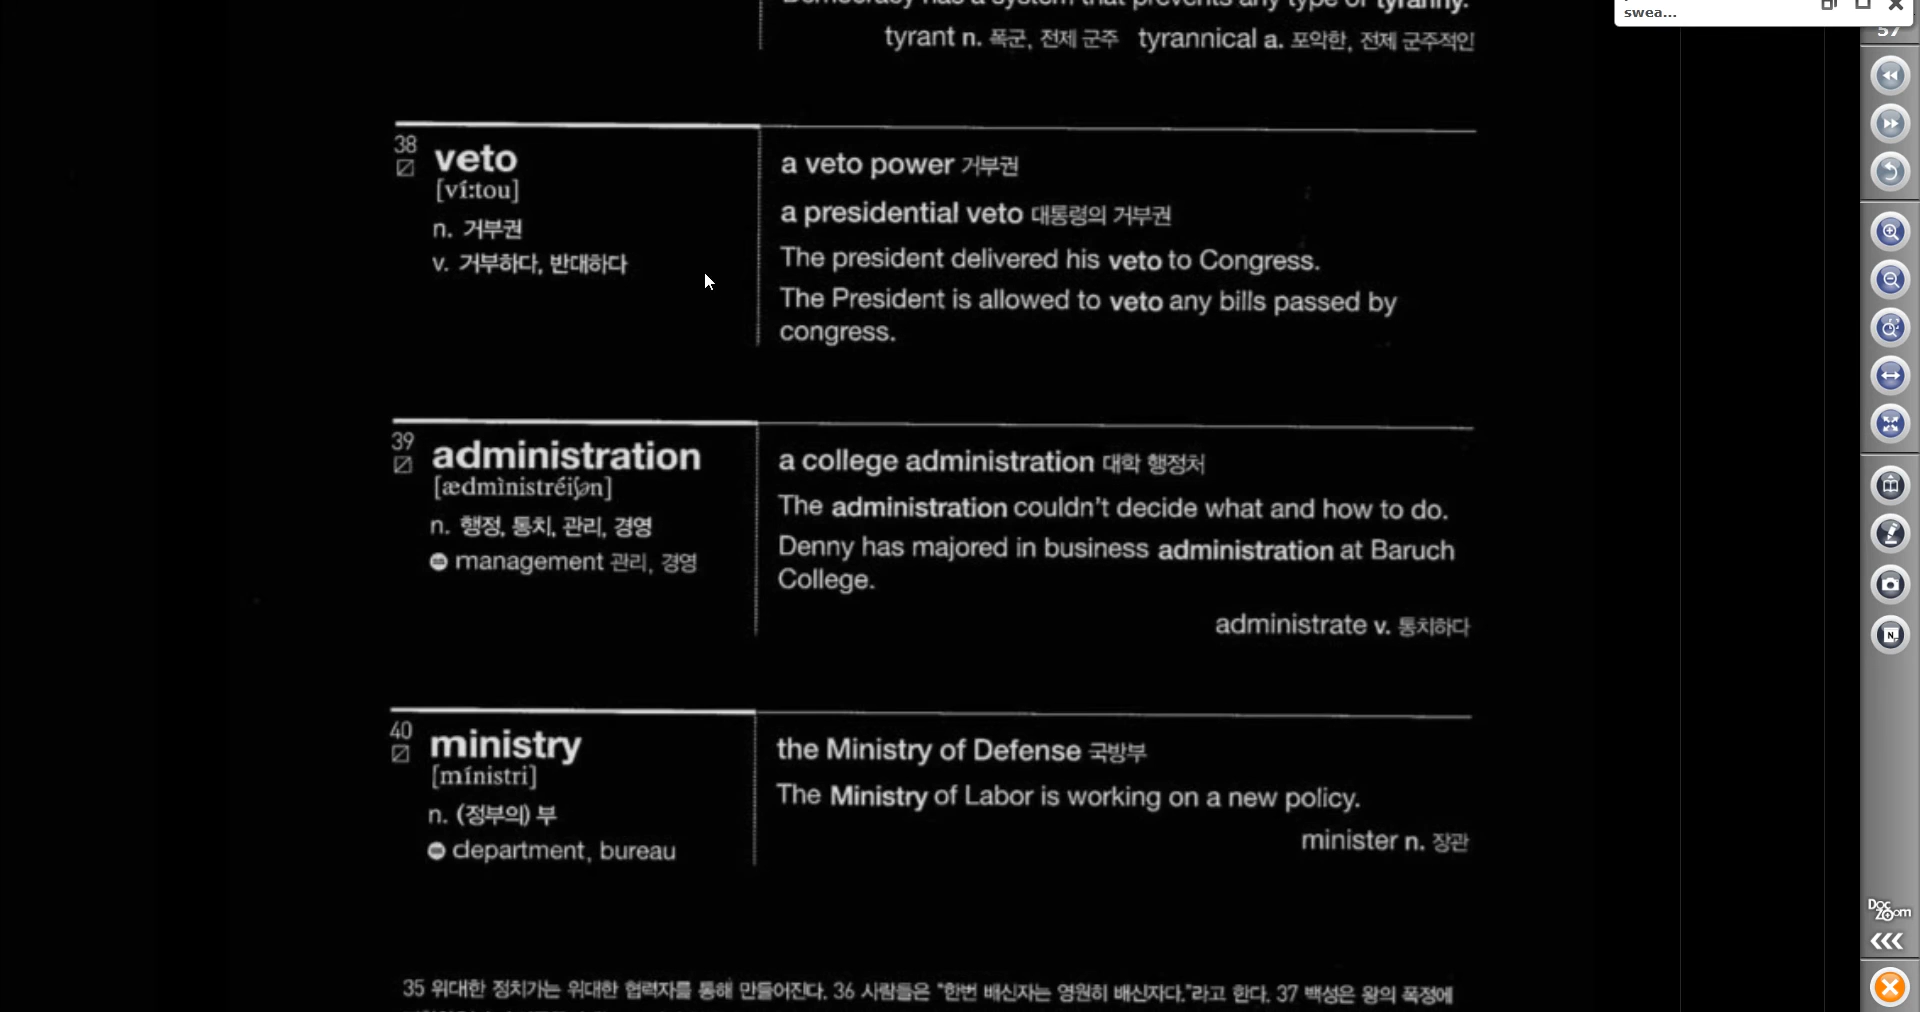 swea...
57
tyranny.
tyrant n. 폭군, 전제 군주 tyrannical a. 포악한, 전제 군주적인
38
veto
[ví:tou]
n. 거부권
v. 거부하다, 반대하다
a veto power 거부권
a presidential veto 대통령의 거부권
The president delivered his veto to Congress.
The President is allowed to veto any bills passed by
congress.
39
administration
[ædmìnistréiʃən]
n. 행정, 통치, 관리, 경영
management 관리, 경영
a college administration 대학 행정처
The administration couldn't decide what and how to do.
Denny has majored in business administration at Baruch
College.
administrate v. 통치하다
40
ministry
[mínistri]
n. (정부의) 부
department, bureau
the Ministry of Defense 국방부
The Ministry of Labor is working on a new policy.
minister n. 장관
35 위대한 정치가는 위대한 협력자를 통해 만들어진다. 36 사람들은 "한번 배신자는 영원히 배신자다."라고 한다. 37 백성은 왕의 폭정에
N
Doc
Zoom